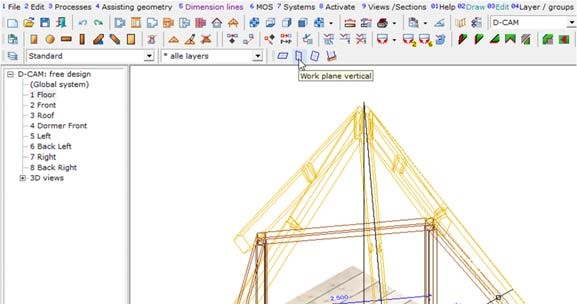 1 File 2 Edit 3 Processes 4 Assisting geometry 5 Dimension lines 6 MOS 7 Systems 8 Activate 9 Views /Sections 01Help 02Draw 00Edit 04Layer / groups
D-CAM
Standard * alle layers
Work plane vertical
D-CAM: free design
(Global system)
1 Floor
2 Front
3 Roof
4 Dormer Front
5 Left
6 Back Left
7 Right
8 Back Right
3D views
2,500